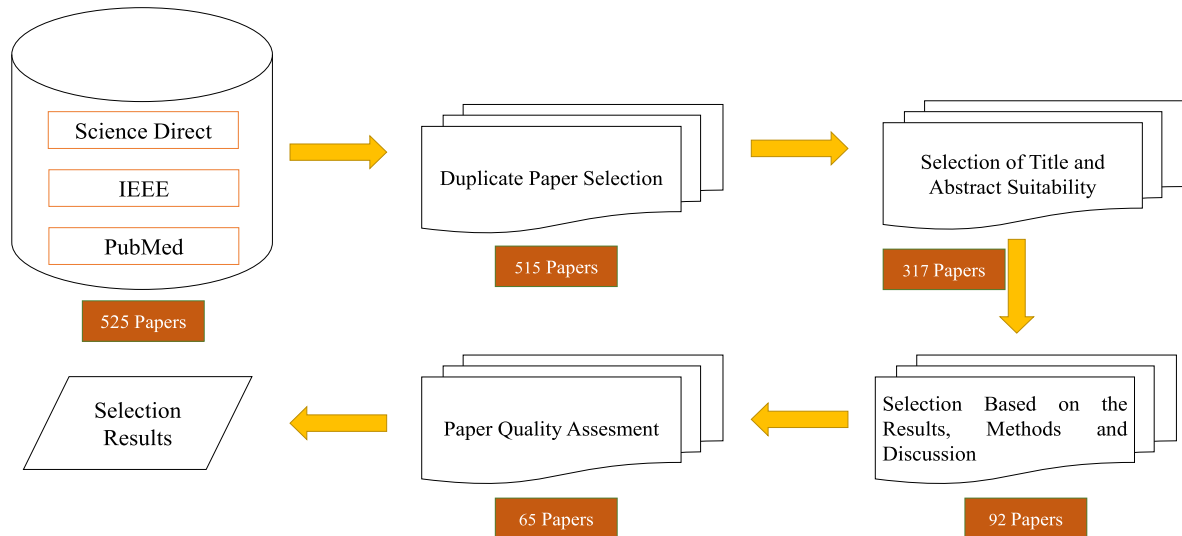 Science Direct
IEEE
PubMed
525 Papers
Duplicate Paper Selection
515 Papers
Selection of Title and
Abstract Suitability
317 Papers
Selection Based on the
Results, Methods and
Discussion
92 Papers
Paper Quality Assesment
65 Papers
Selection
Results